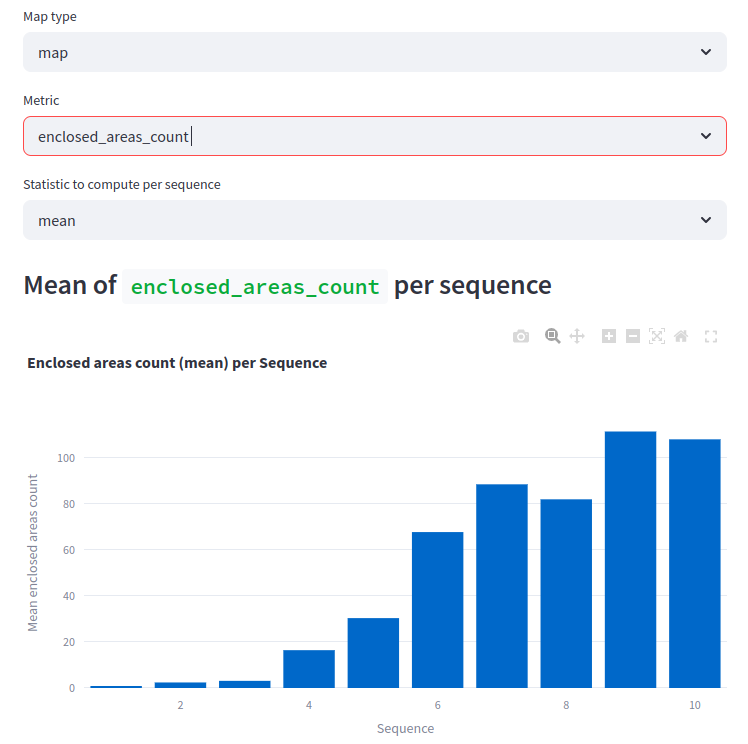 Map type
map
Metric
enclosed_areas_count
Statistic to compute per sequence
mean
Mean of enclosed_areas_count per sequence
Enclosed areas count (mean) per Sequence
Mean enclosed areas count
100
80
60
40
20
0
2 4 6 8 10
Sequence